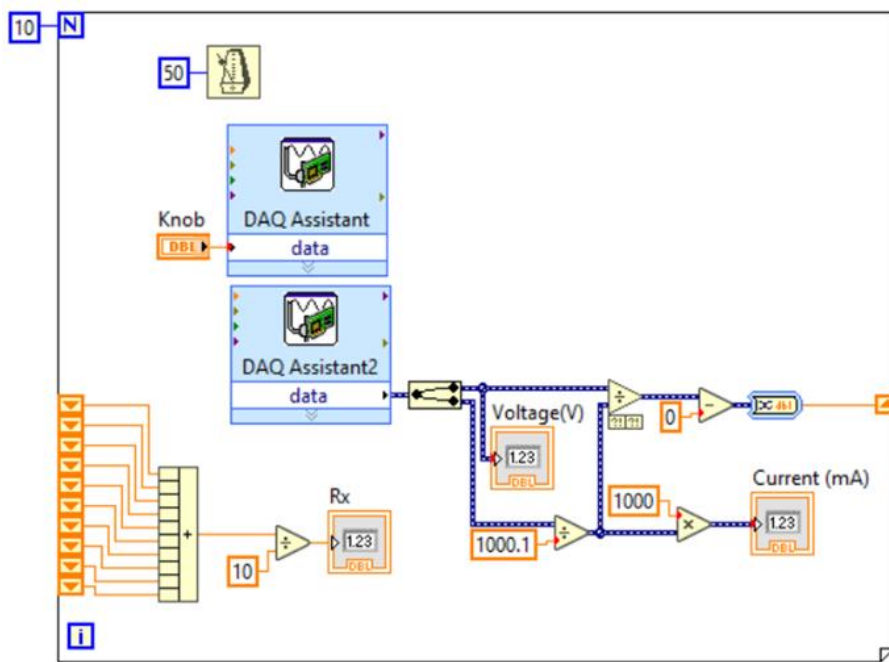 10 N
50
DAQ Assistant
Knob
DBL
data
DAQ Assistant2
data
Voltage(V)
1.23
DBL
0
dbl
Rx
1.23
DBL
+
÷
10
÷
?! ?!
-
1000.1
÷
1000
×
Current (mA)
1.23
DBL
i